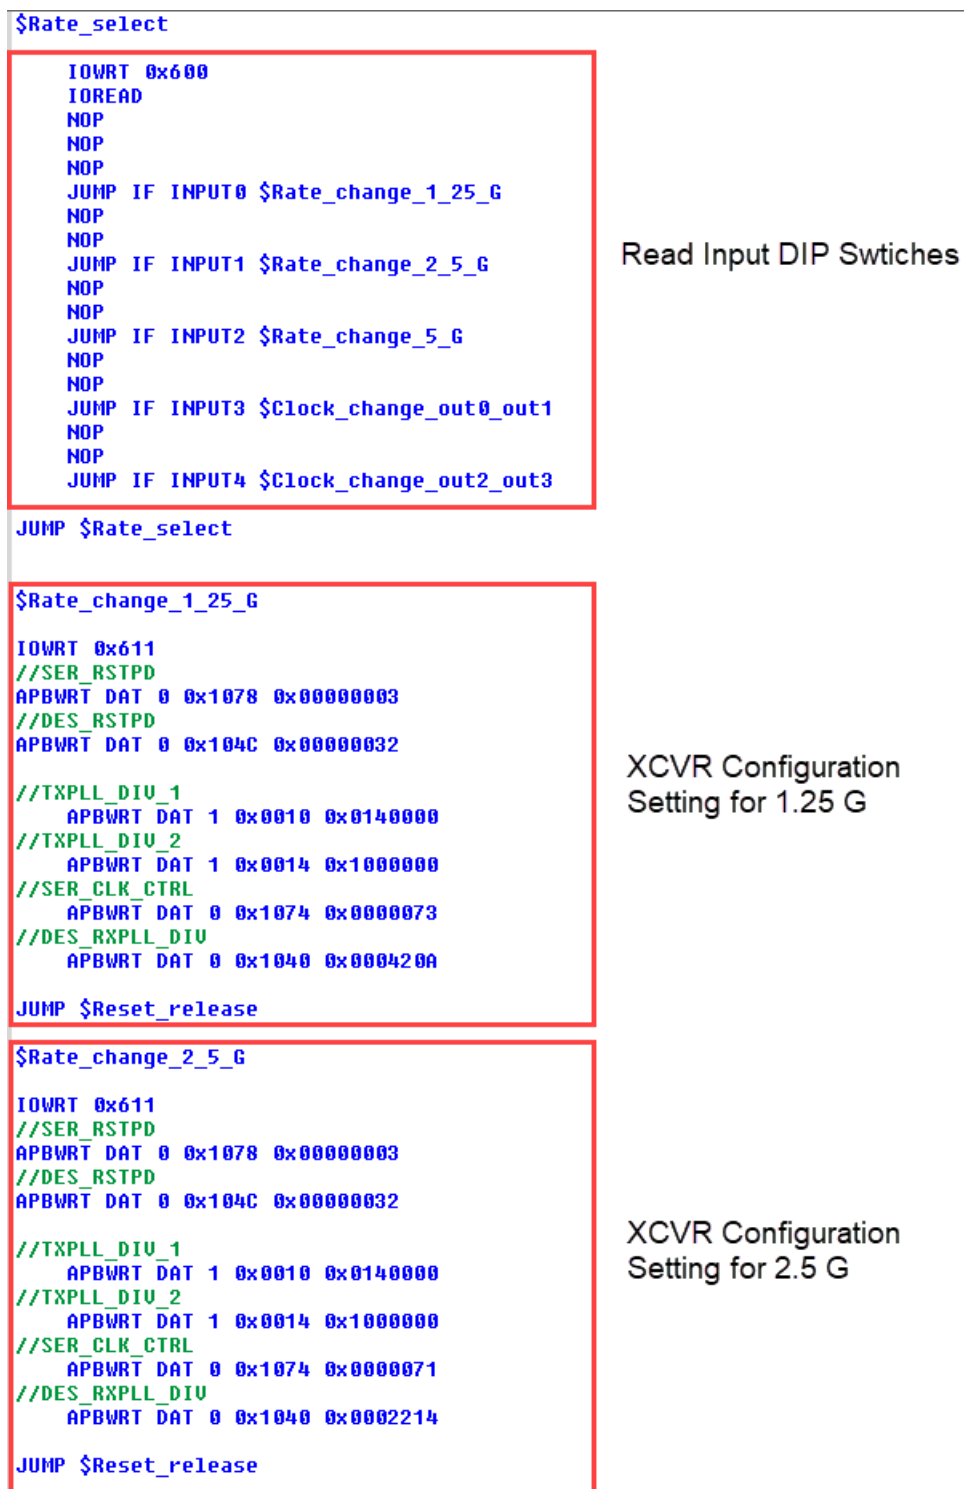 $Rate_select
IOWRT 0x600
IOREAD
NOP
NOP
NOP
JUMP IF INPUT0 $Rate_change_1_25_G
NOP
NOP
JUMP IF INPUT1 $Rate_change_2_5_G
NOP
NOP
JUMP IF INPUT2 $Rate_change_5_G
NOP
NOP
JUMP IF INPUT3 $Clock_change_out0_out1
NOP
NOP
JUMP IF INPUT4 $Clock_change_out2_out3
Read Input DIP Swtiches
JUMP $Rate_select
$Rate_change_1_25_G
IOWRT 0x611
//SER_RSTPD
APBWRT DAT 0 0x1078 0x00000003
//DES_RSTPD
APBWRT DAT 0 0x104C 0x00000032
//TXPLL_DIV_1
APBWRT DAT 1 0x0010 0x0140000
//TXPLL_DIV_2
APBWRT DAT 1 0x0014 0x1000000
//SER_CLK_CTRL
APBWRT DAT 0 0x1074 0x0000073
//DES_RXPLL_DIV
APBWRT DAT 0 0x1040 0x000420A
JUMP $Reset_release
XCVR Configuration
Setting for 1.25 G
$Rate_change_2_5_G
IOWRT 0x611
//SER_RSTPD
APBWRT DAT 0 0x1078 0x00000003
//DES_RSTPD
APBWRT DAT 0 0x104C 0x00000032
//TXPLL_DIV_1
APBWRT DAT 1 0x0010 0x0140000
//TXPLL_DIV_2
APBWRT DAT 1 0x0014 0x1000000
//SER_CLK_CTRL
APBWRT DAT 0 0x1074 0x0000071
//DES_RXPLL_DIV
APBWRT DAT 0 0x1040 0x0002214
JUMP $Reset_release
XCVR Configuration
Setting for 2.5 G